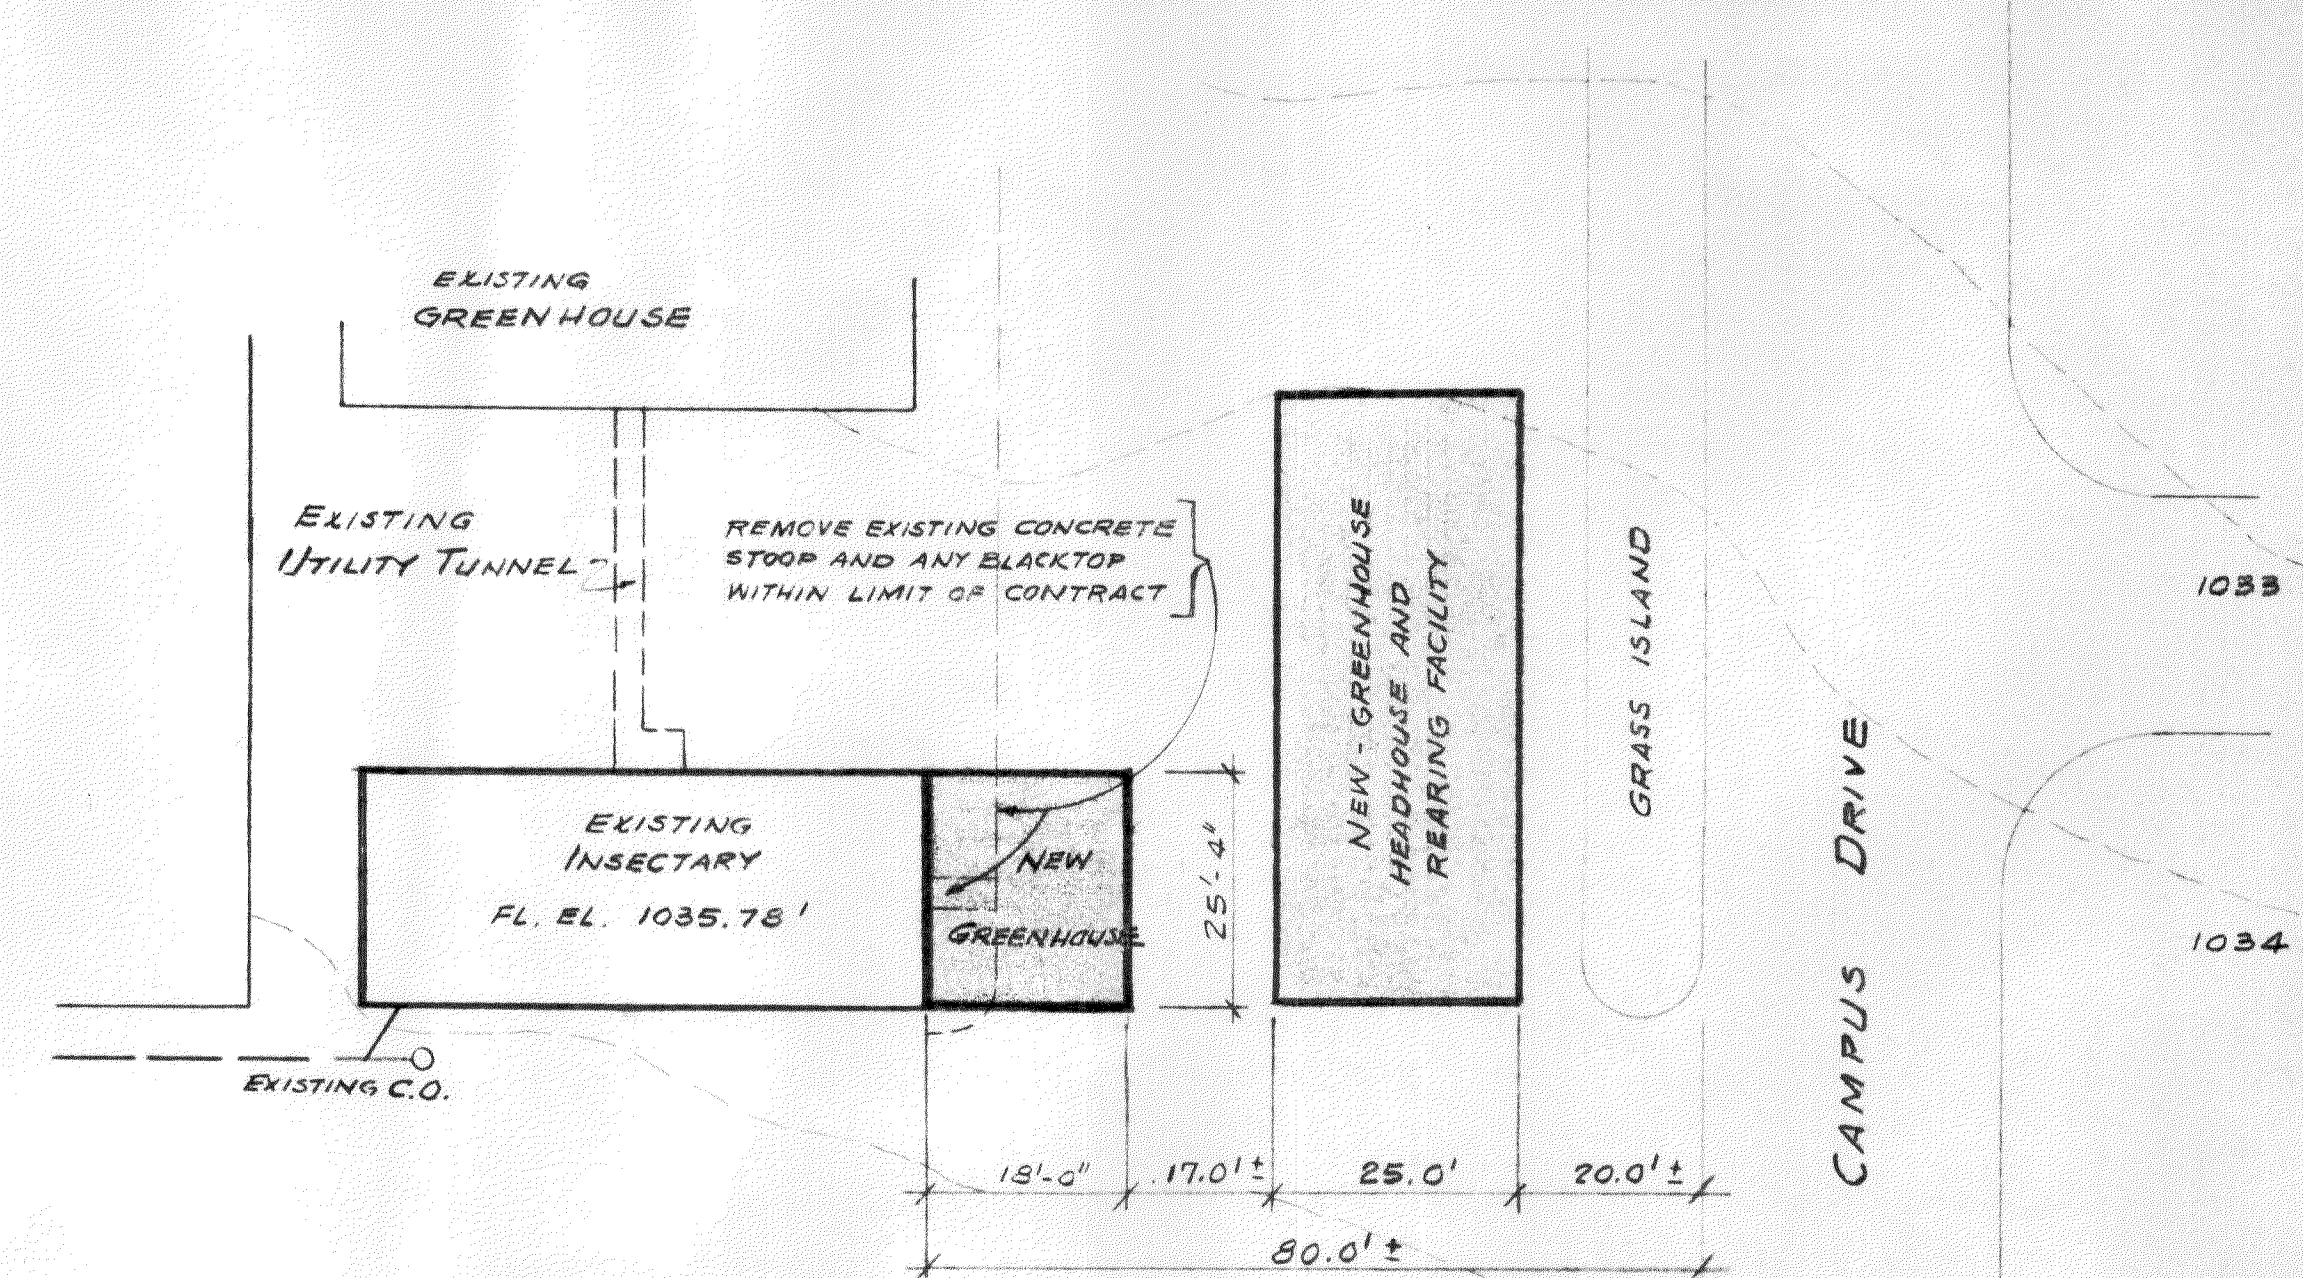 EXISTING
GREENHOUSE
EXISTING
UTILITY TUNNEL
REMOVE EXISTING CONCRETE
STOOP AND ANY BLACKTOP
WITHIN LIMIT OF CONTRACT
NEW - GREENHOUSE
HEADHOUSE AND
REARING FACILITY
GRASS ISLAND
CAMPUS DRIVE
1033
1034
EXISTING
INSECTARY
FL. EL. 1035.78'
NEW
GREENHOUSE
25'-4"
EXISTING C.O.
18'-0"
17.0'±
25.0'
20.0'±
80.0'±